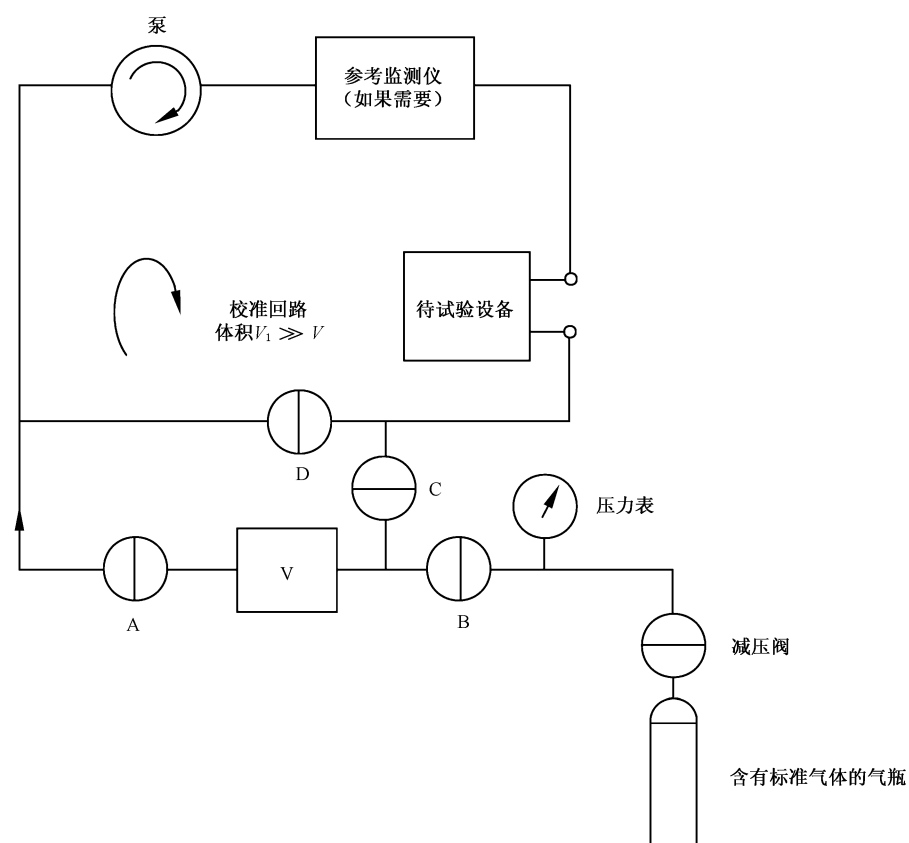 泵
参考监测仪
（如果需要）
校准回路
体积V₁ ≫ V
待试验设备
D
C
压力表
V
A
B
减压阀
含有标准气体的气瓶